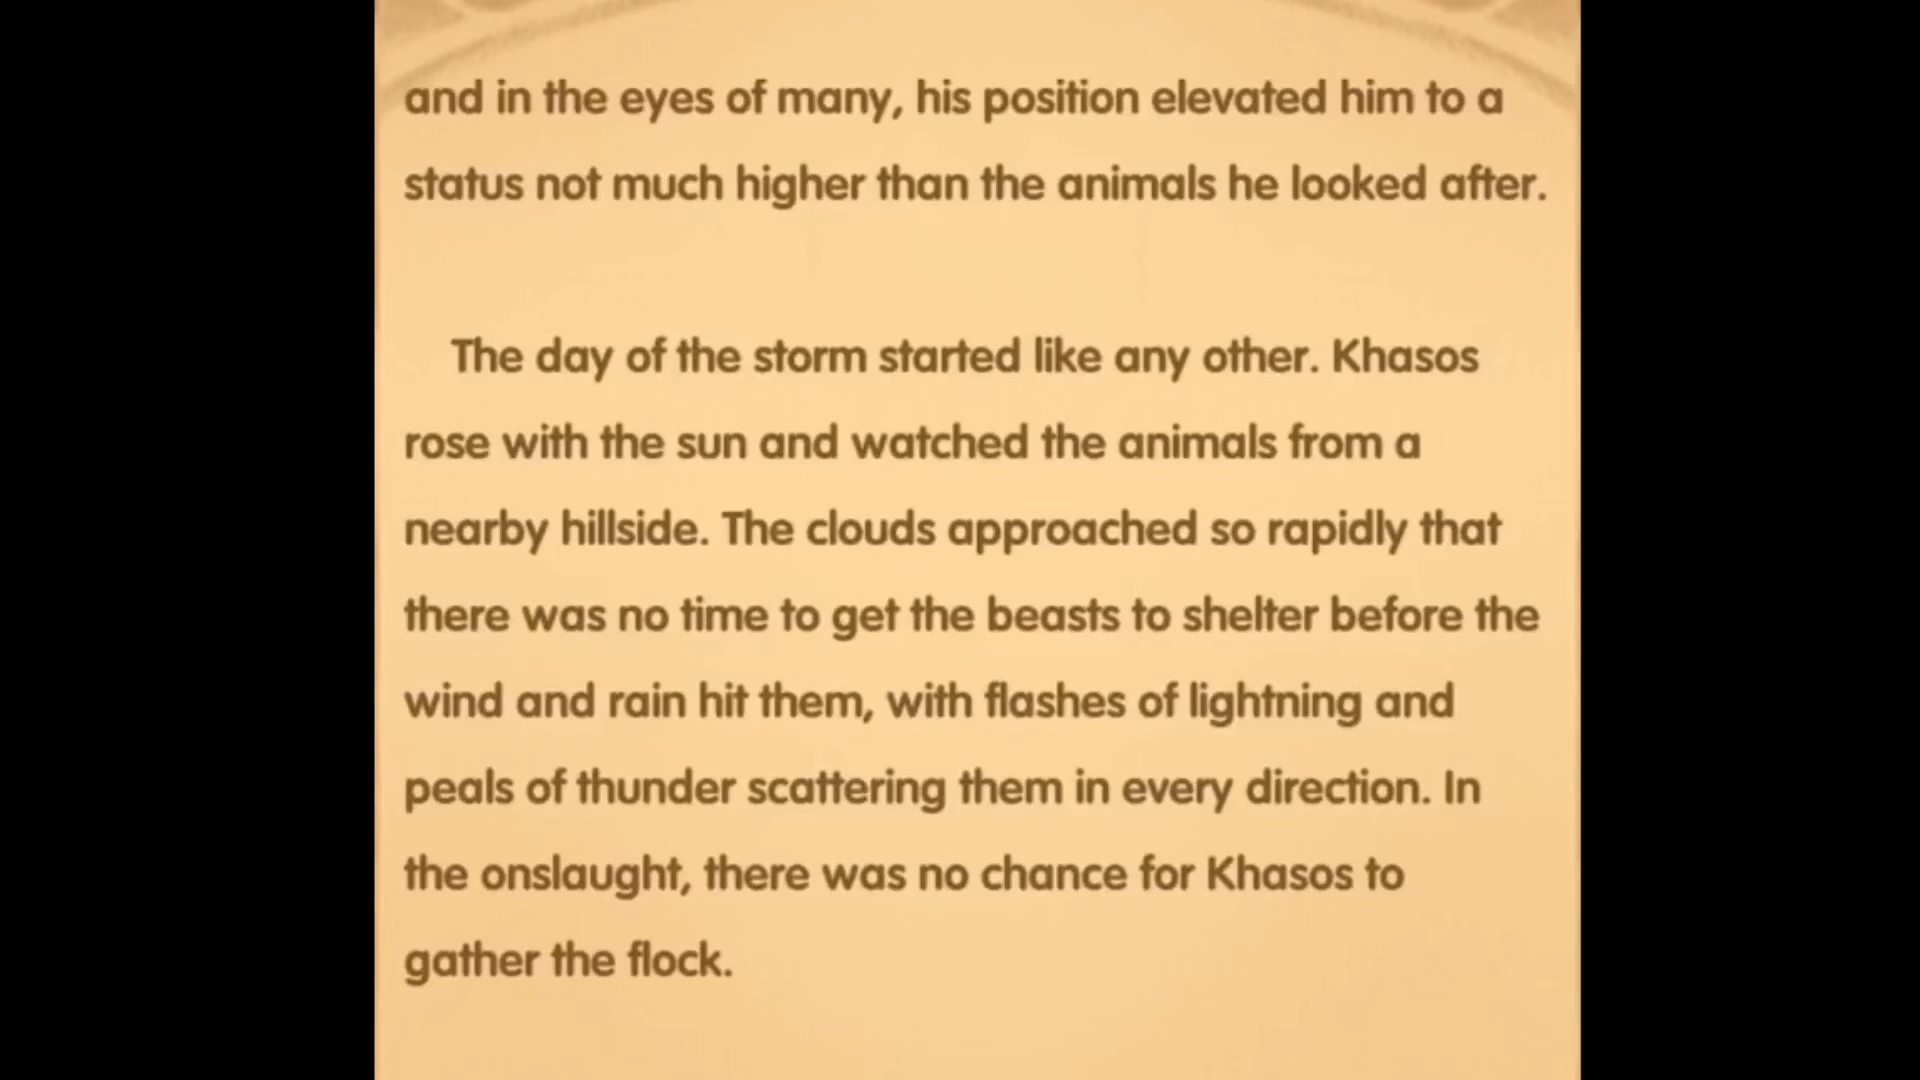 and in the eyes of many, his position elevated him to a
status not much higher than the animals he looked after.
The day of the storm started like any other. Khasos
rose with the sun and watched the animals from a
nearby hillside. The clouds approached so rapidly that
there was no time to get the beasts to shelter before the
wind and rain hit them, with flashes of lightning and
peals of thunder scattering them in every direction. In
the onslaught, there was no chance for Khasos to
gather the flock.